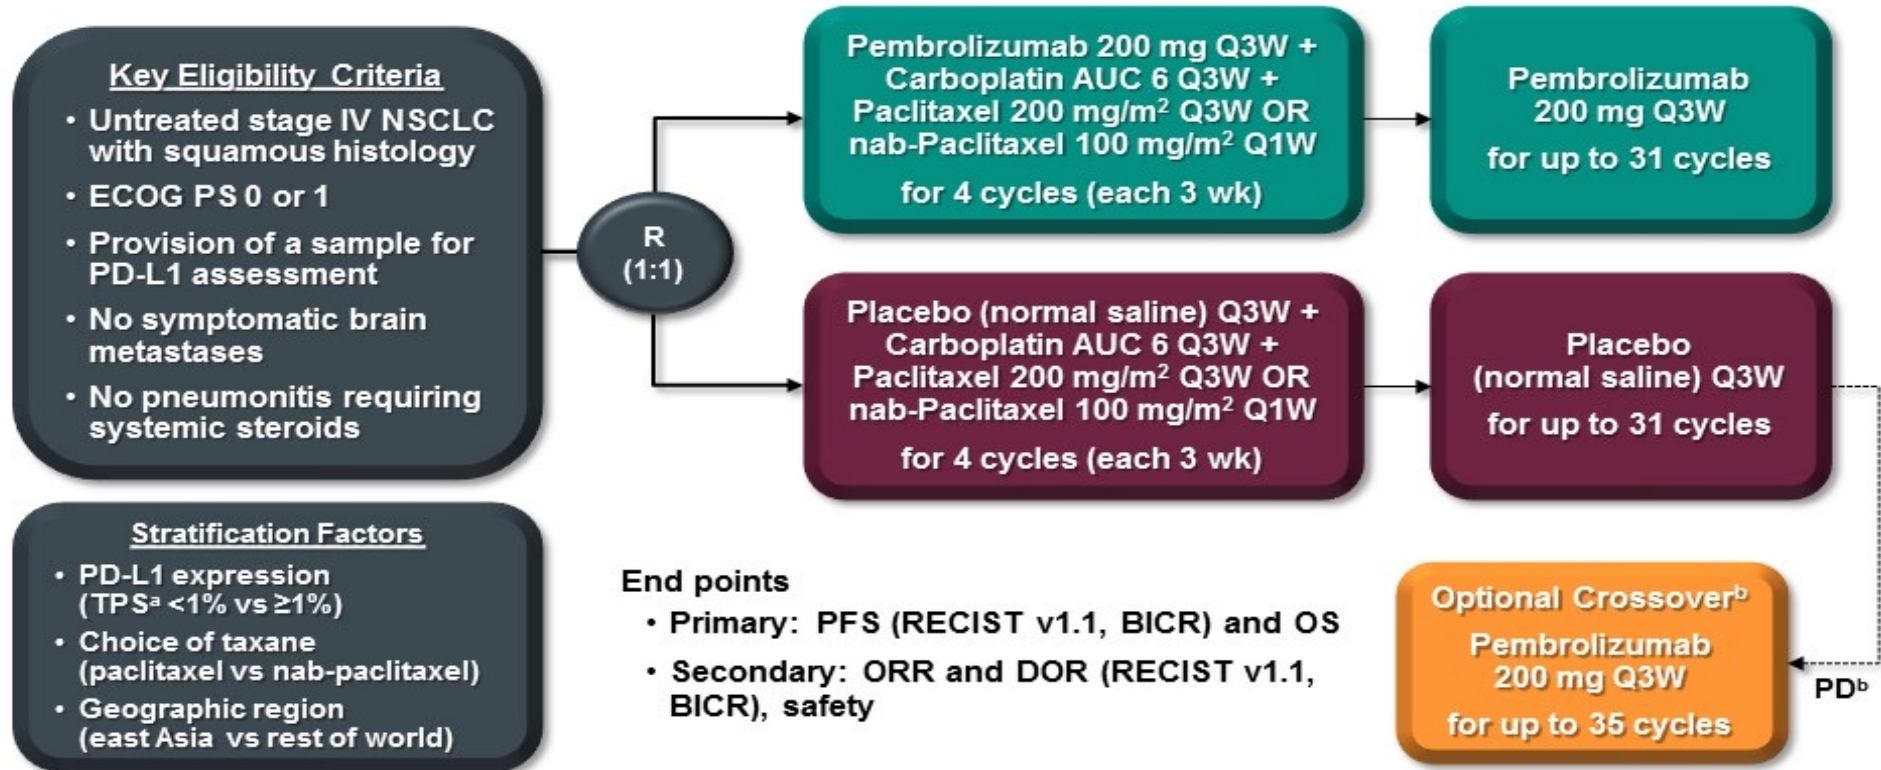 Key Eligibility Criteria
• Untreated stage IV NSCLC
with squamous histology
• ECOG PS 0 or 1
• Provision of a sample for
PD-L1 assessment
• No symptomatic brain
metastases
• No pneumonitis requiring
systemic steroids
Stratification Factors
• PD-L1 expression
(TPSᵃ <1% vs ≥1%)
• Choice of taxane
(paclitaxel vs nab-paclitaxel)
• Geographic region
(east Asia vs rest of world)
R
(1:1)
Pembrolizumab 200 mg Q3W +
Carboplatin AUC 6 Q3W +
Paclitaxel 200 mg/m² Q3W OR
nab-Paclitaxel 100 mg/m² Q1W
for 4 cycles (each 3 wk)
Pembrolizumab
200 mg Q3W
for up to 31 cycles
Placebo (normal saline) Q3W +
Carboplatin AUC 6 Q3W +
Paclitaxel 200 mg/m² Q3W OR
nab-Paclitaxel 100 mg/m² Q1W
for 4 cycles (each 3 wk)
Placebo
(normal saline) Q3W
for up to 31 cycles
End points
• Primary: PFS (RECIST v1.1, BICR) and OS
• Secondary: ORR and DOR (RECIST v1.1,
BICR), safety
Optional Crossoverᵇ
Pembrolizumab
200 mg Q3W
for up to 35 cycles
PDᵇ